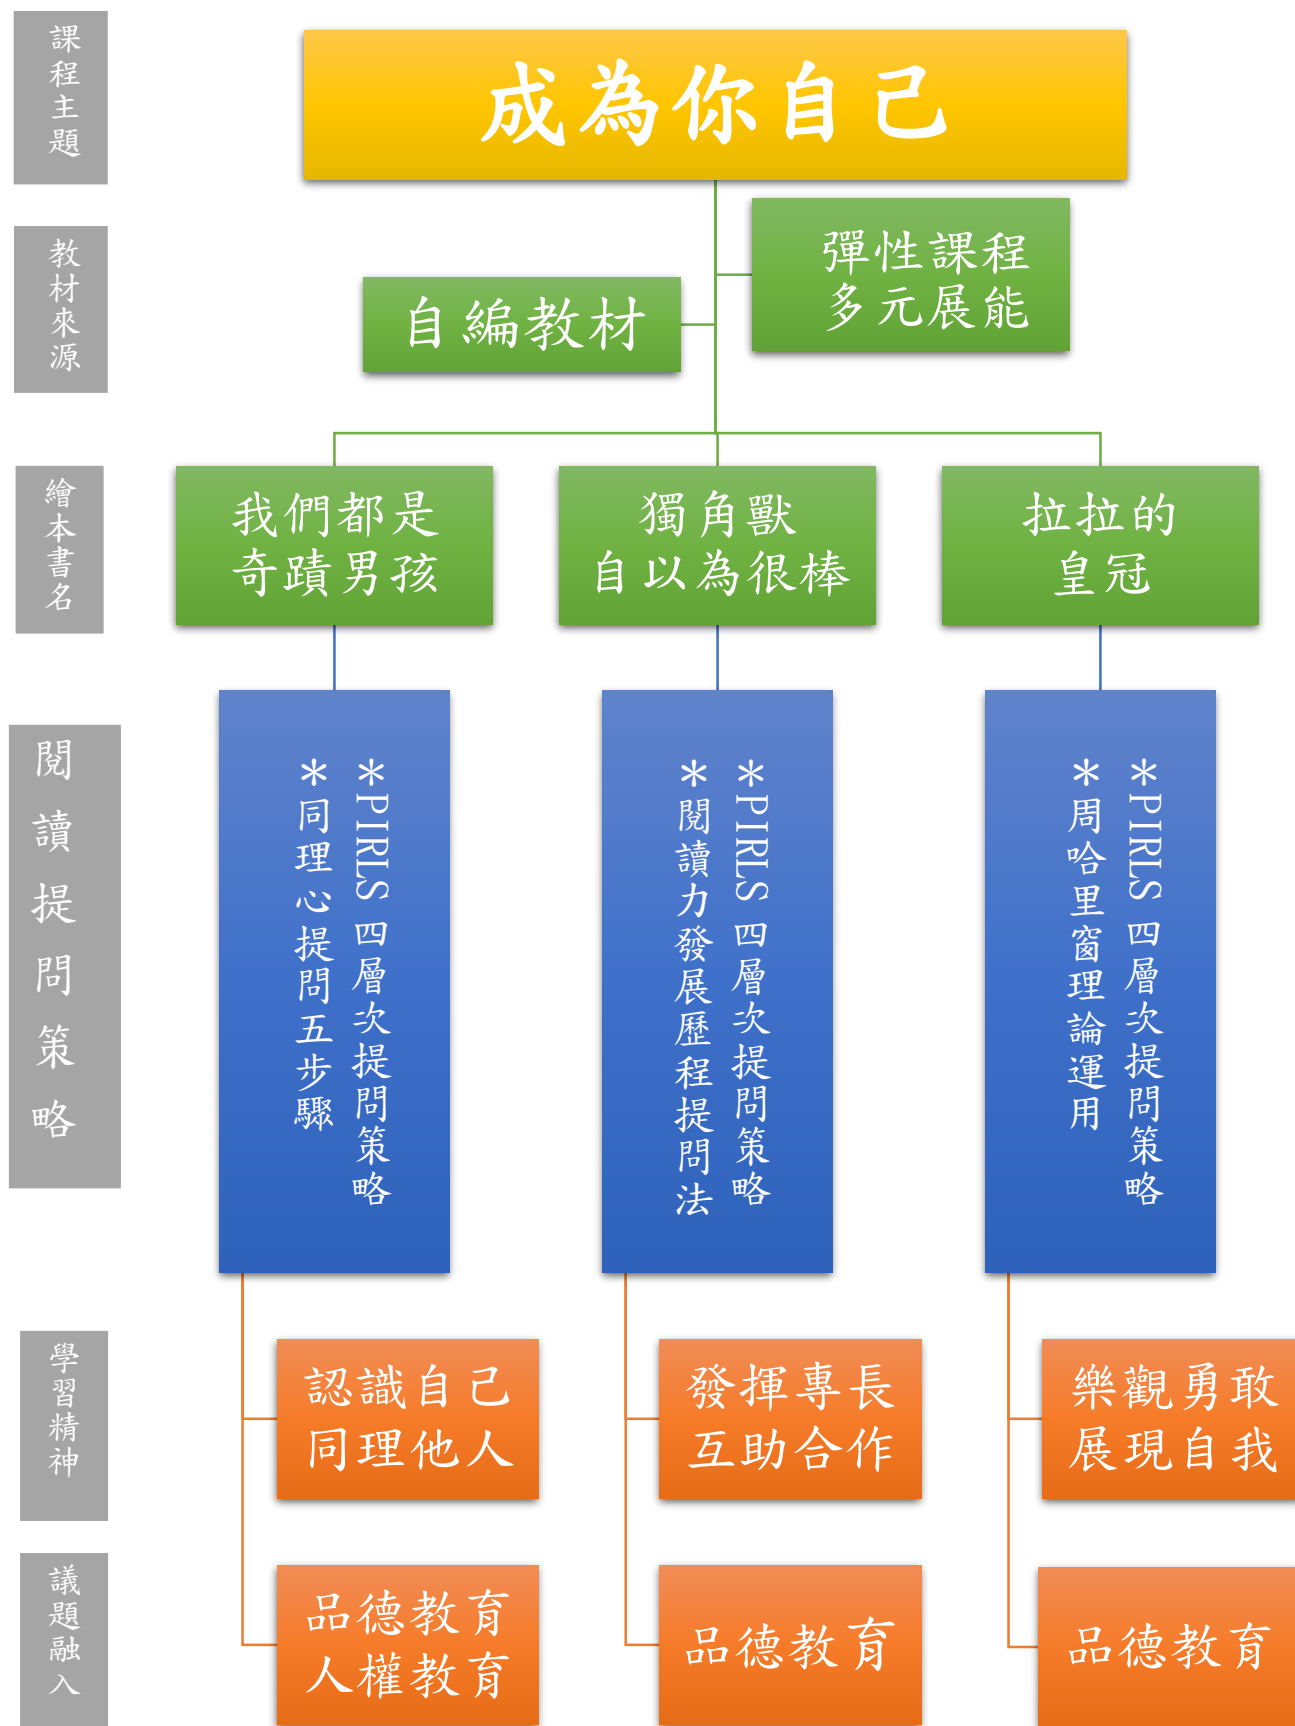 課程主題
成為你自己
教材來源
彈性課程
多元展能
自編教材
繪本書名
我們都是
奇蹟男孩
獨角獸
自以為很棒
拉拉的
皇冠
閱讀提問策略
*PIRLS四層次提問策略
*同理心提問五步驟
*PIRLS四層次提問策略
*閱讀力發展歷程提問法
*PIRLS四層次提問策略
*周哈里窗理論運用
學習精神
認識自己
同理他人
發揮專長
互助合作
樂觀勇敢
展現自我
議題融入
品德教育
人權教育
品德教育
品德教育